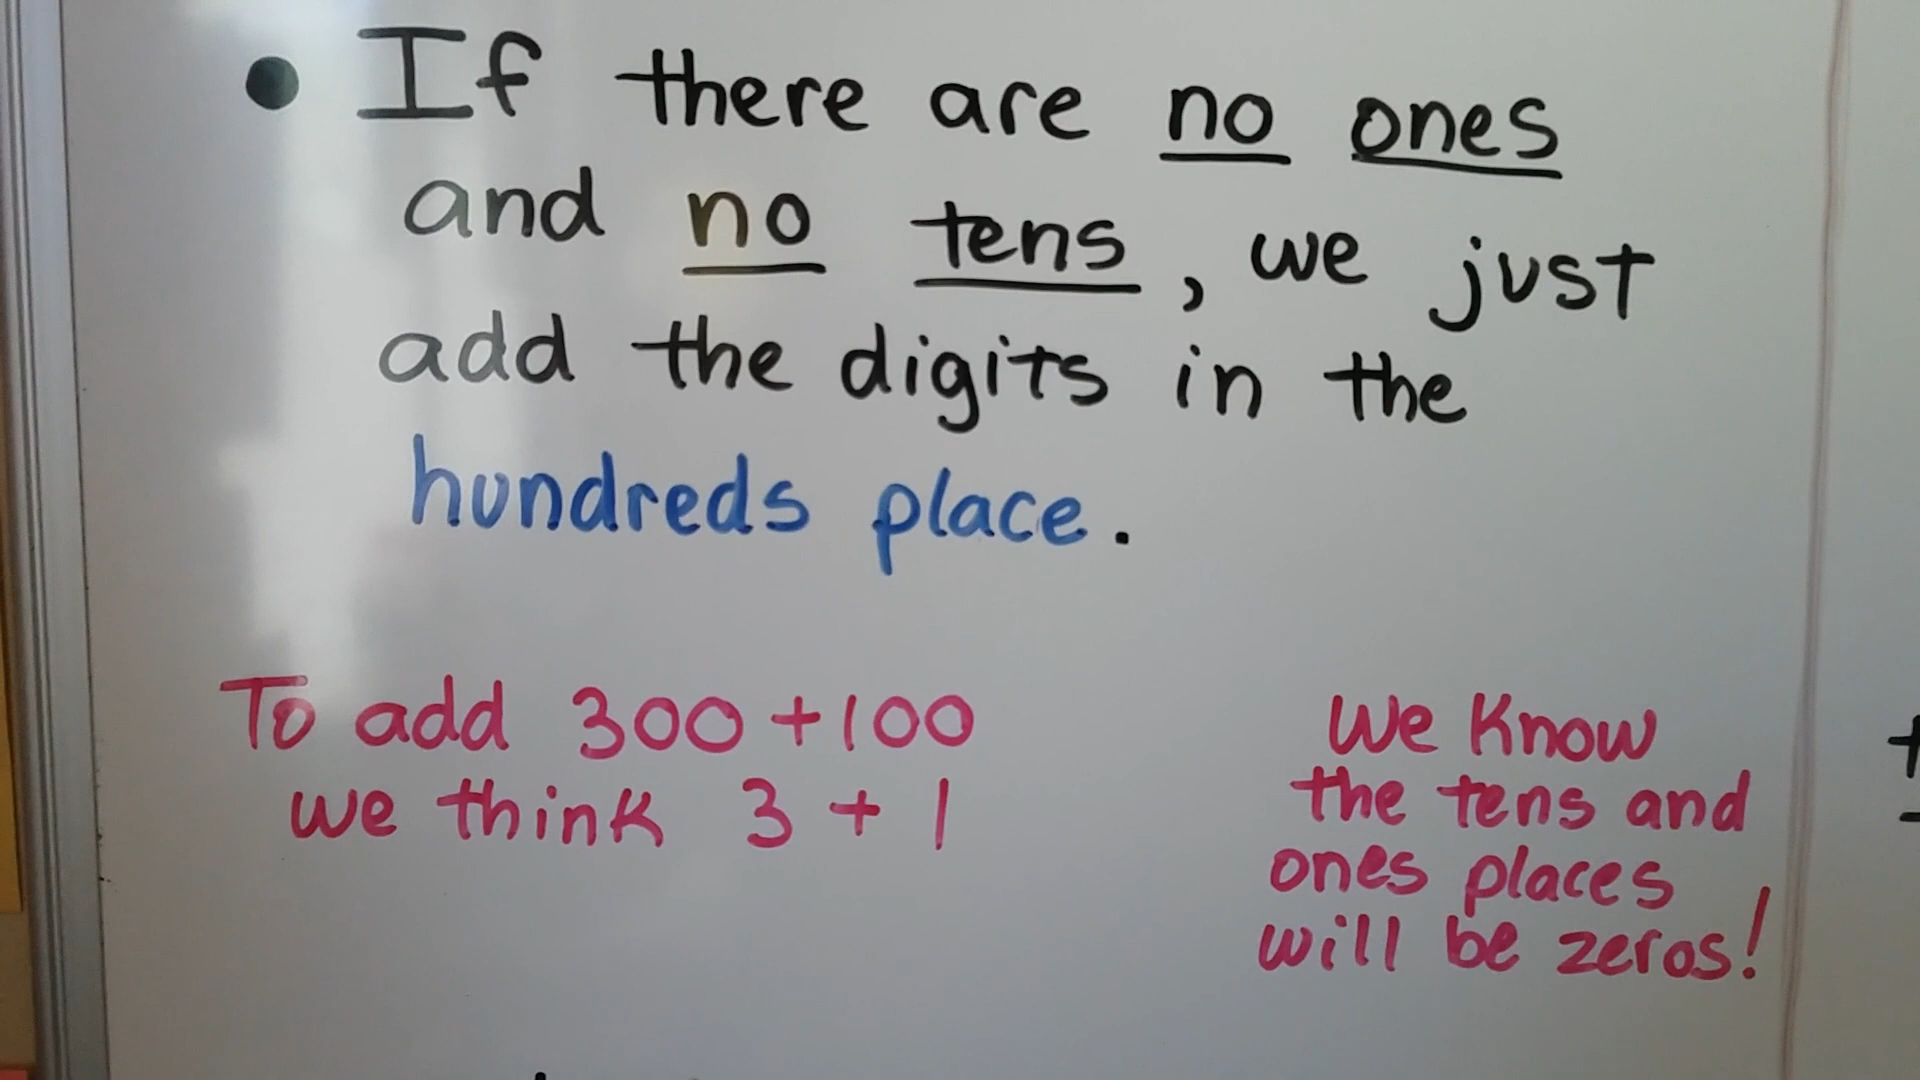 • If there are no ones
and no tens, we just
add the digits in the
hundreds place.
To add 300 + 100
we think 3 + 1
We Know
the tens and
ones places
will be zeros!